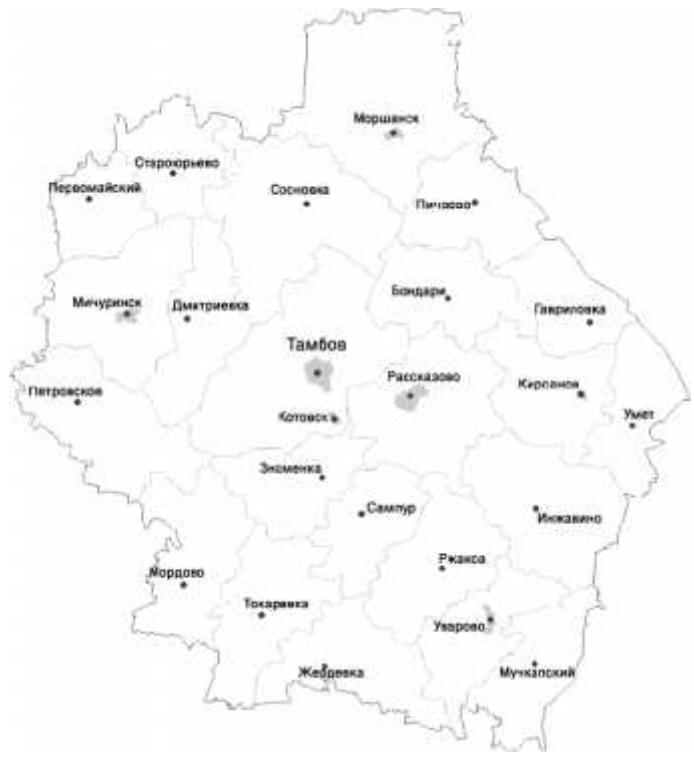 Моршанск
Староюрьево
Первомайский
Сосновка
Пичаево
Бондари
Мичуринск
Дмитриевка
Гавриловка
Тамбов
Рассказово
Кирсанов
Петровское
Умет
Котовск
Знаменка
Сампур
Инжавино
Ржакса
Мордово
Токаревка
Уварово
Жердевка
Мучкапский